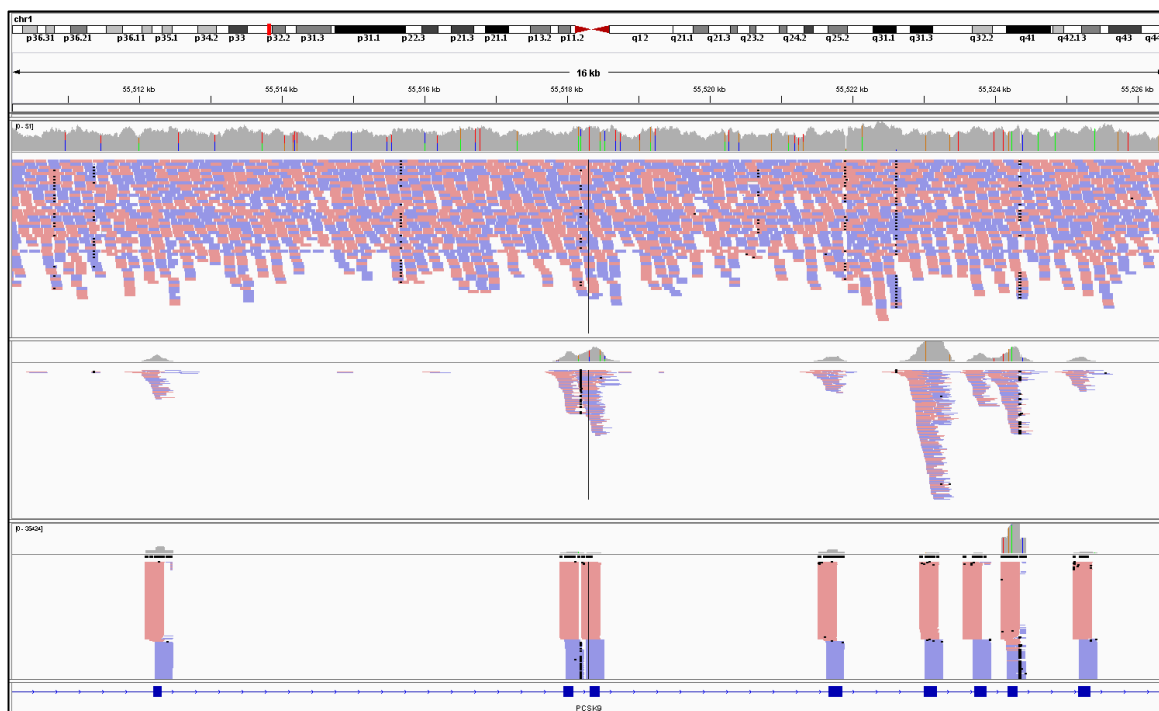 chr1
p36.31 p36.21 p36.11 p35.1 p34.2 p33 p32.2 p31.3 p31.1 p22.3 p21.3 p21.1 p13.2 p11.2 q12 q21.1 q21.3 q23.2 q24.2 q25.2 q31.1 q31.3 q32.2 q41 q42.13 q43 q44
16 kb
55,512 kb 55,514 kb 55,516 kb 55,518 kb 55,520 kb 55,522 kb 55,524 kb 55,526 kb
[0 - 51]
[0 - 35424]
PCSK9